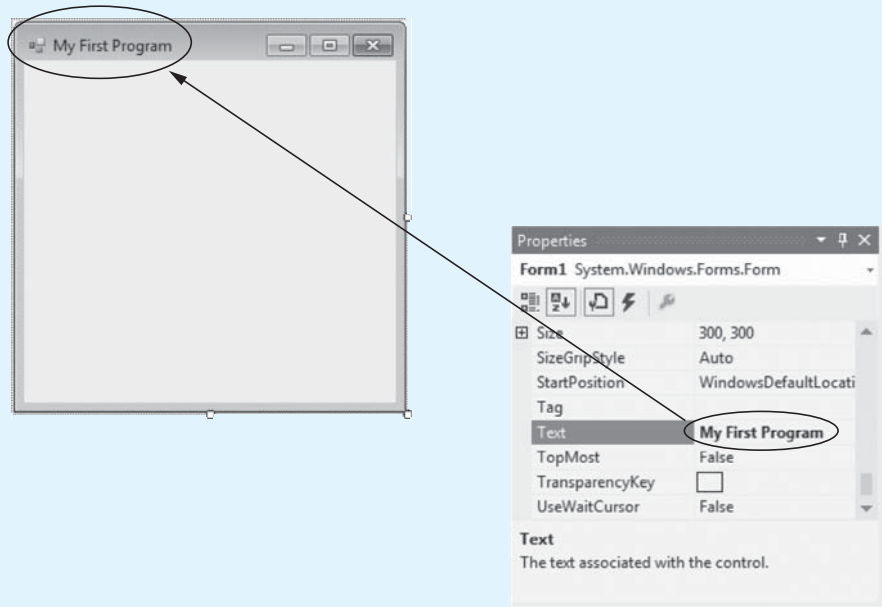 My First Program
Properties
Form1 System.Windows.Forms.Form
Size 300, 300
SizeGripStyle Auto
StartPosition WindowsDefaultLocati
Tag
Text My First Program
TopMost False
TransparencyKey
UseWaitCursor False
Text
The text associated with the control.